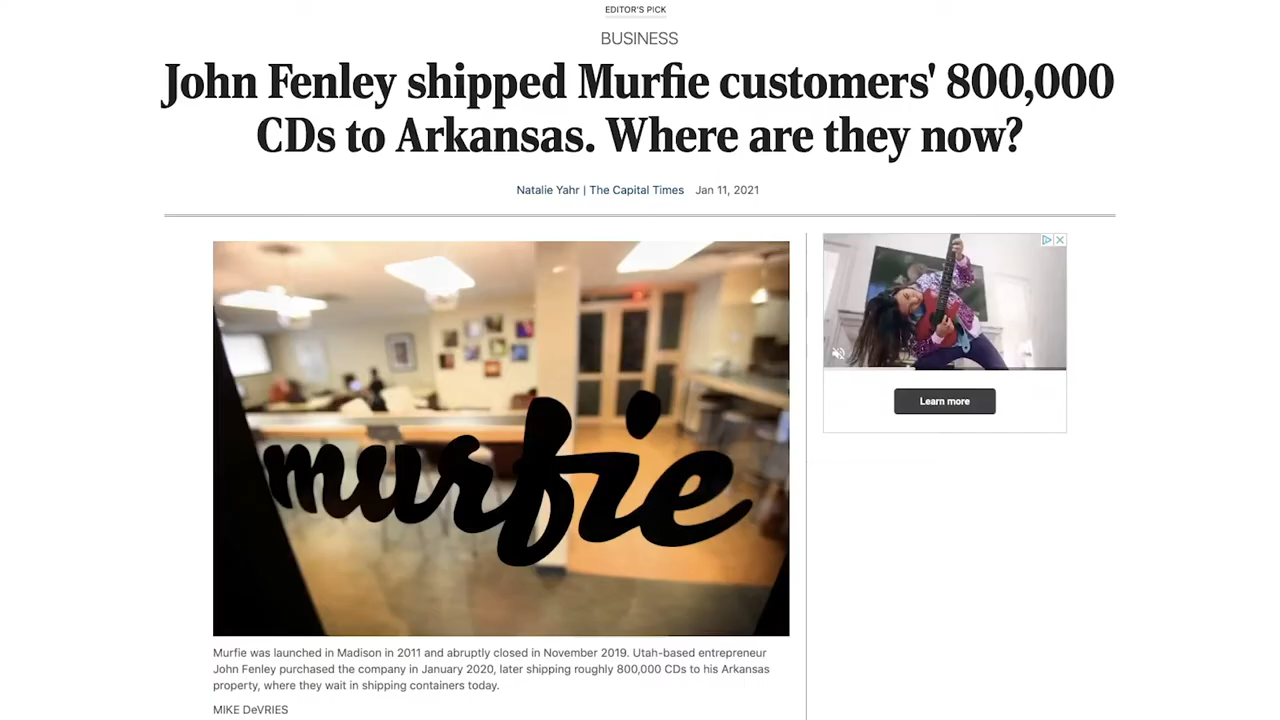 EDITOR'S PICK
BUSINESS
John Fenley shipped Murfie customers' 800,000
CDs to Arkansas. Where are they now?
Natalie Yahr | The Capital Times Jan 11, 2021
murfie
Learn more
Murfie was launched in Madison in 2011 and abruptly closed in November 2019. Utah-based entrepreneur
John Fenley purchased the company in January 2020, later shipping roughly 800,000 CDs to his Arkansas
property, where they wait in shipping containers today.
MIKE DeVRIES